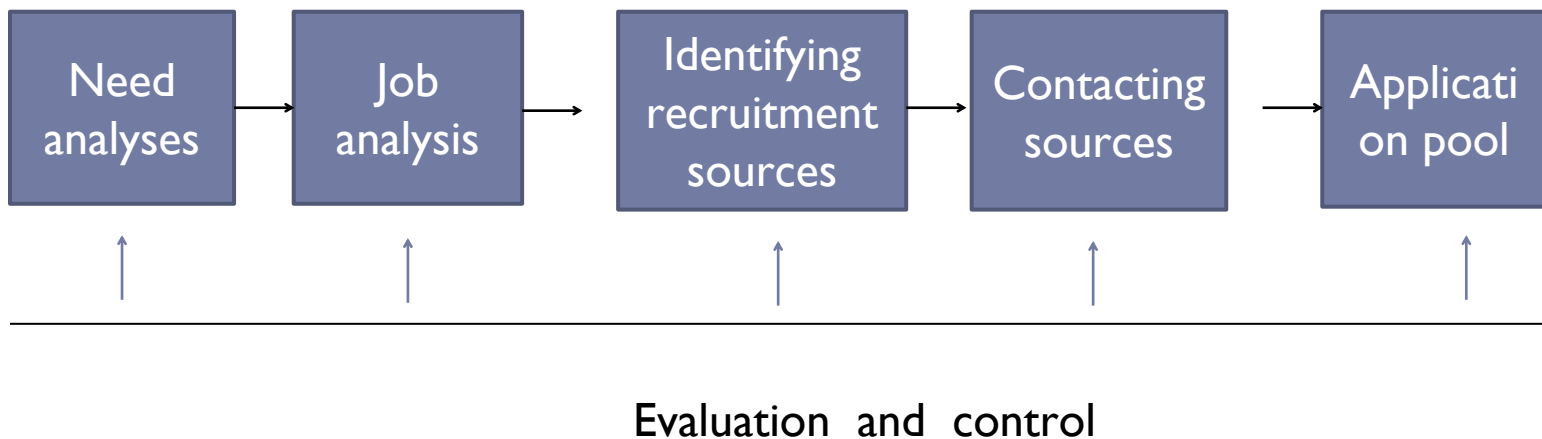 Need
analyses
Job
analysis
Identifying
recruitment
sources
Contacting
sources
Applicati
on pool
Evaluation and control